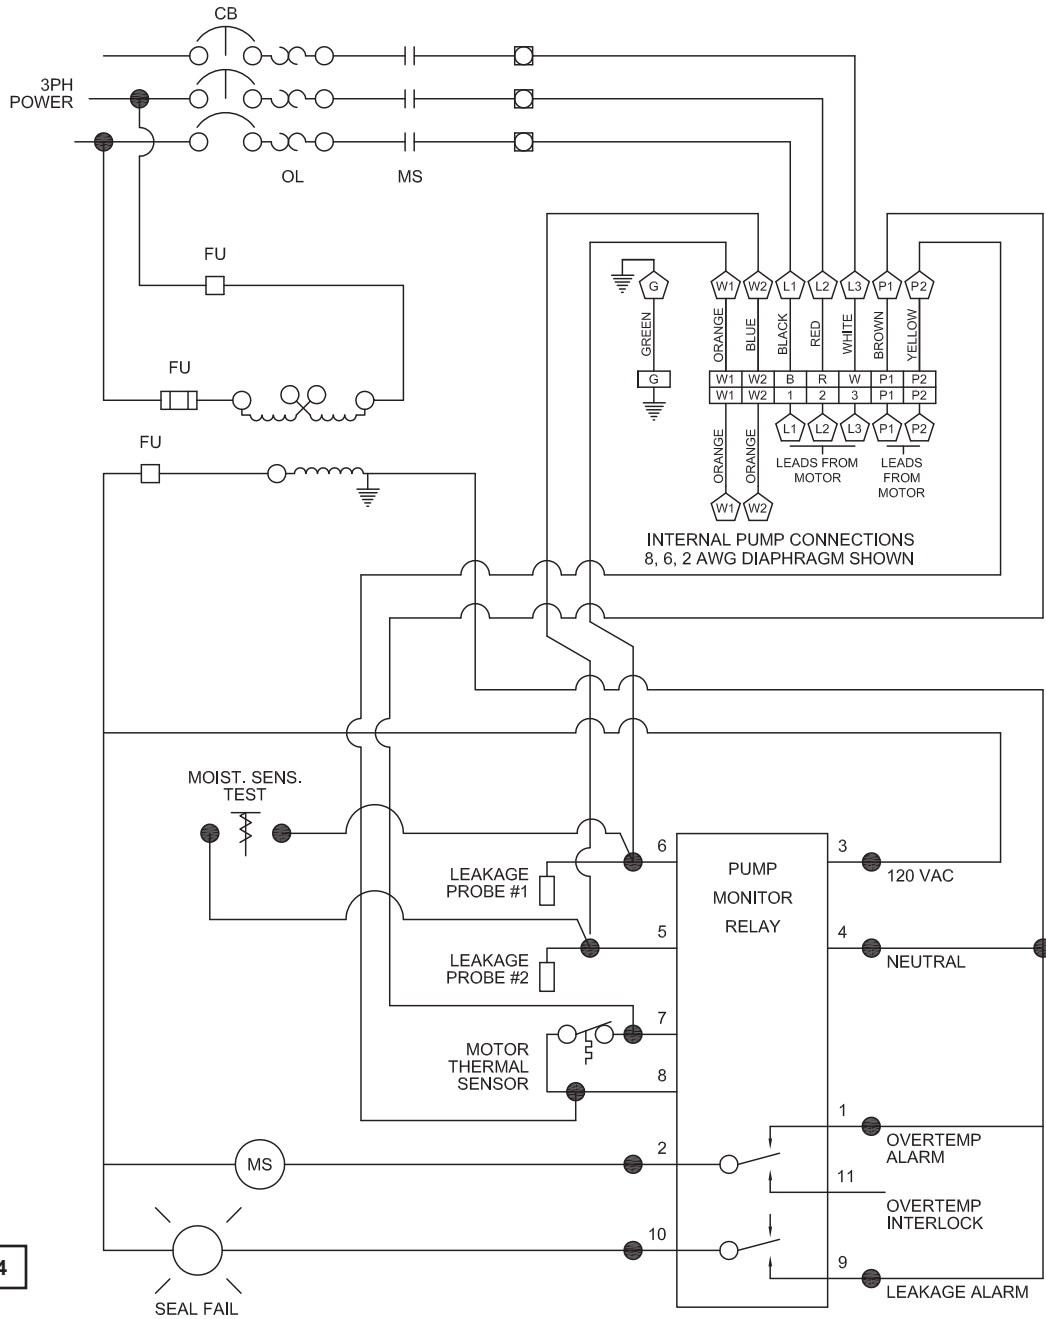 CB
3PH
POWER
OL
MS
FU
FU
FU
G
W1
W2
L1
L2
L3
P1
P2
GREEN
ORANGE
BLUE
BLACK
RED
WHITE
BROWN
YELLOW
G
W1 W2 B R W P1 P2
W1 W2 1 2 3 P1 P2
ORANGE
ORANGE
L1 L2 L3 P1 P2
LEADS FROM
MOTOR
LEADS
FROM
MOTOR
W1 W2
INTERNAL PUMP CONNECTIONS
8, 6, 2 AWG DIAPHRAGM SHOWN
MOIST. SENS.
TEST
LEAKAGE
PROBE #1
6
PUMP
MONITOR
RELAY
3
120 VAC
LEAKAGE
PROBE #2
5
4
NEUTRAL
MOTOR
THERMAL
SENSOR
7
8
1
OVERTEMP
ALARM
MS
2
11
OVERTEMP
INTERLOCK
10
9
LEAKAGE ALARM
SEAL FAIL
4